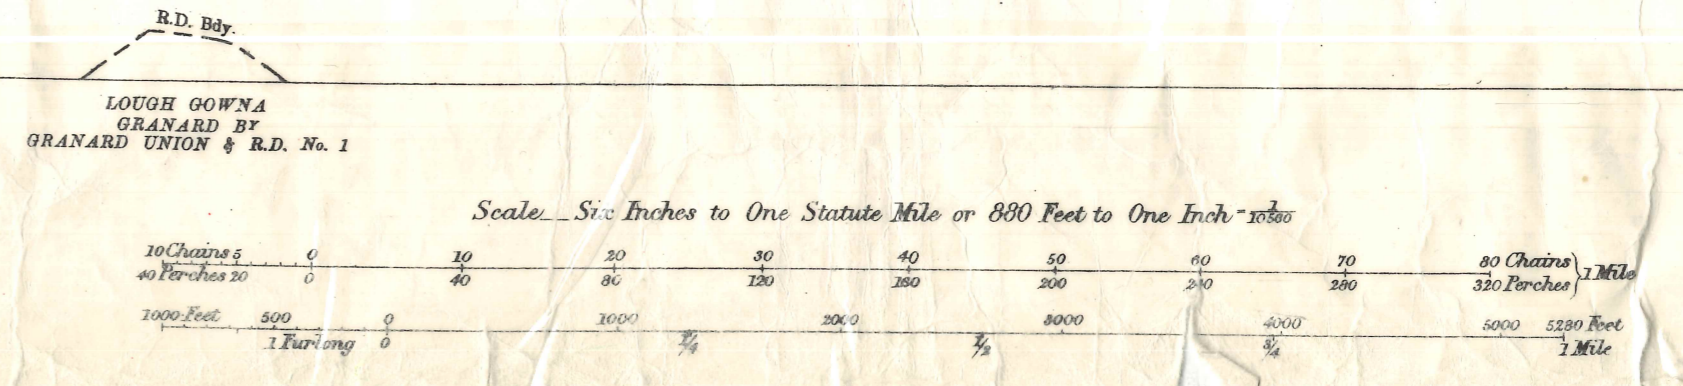 R.D. Bdy.
LOUGH GOWNA
GRANARD BY
GRANARD UNION & R.D. No. 1
Scale__Six Inches to One Statute Mile or 880 Feet to One Inch = 1/10560
10 Chains 5 0 10 20 30 40 50 60 70 80 Chains
40 Perches 20 0 40 80 120 160 200 240 280 320 Perches
1 Mile
1000 Feet 500 0 1000 2000 3000 4000 5000 5280 Feet
1 Furlong 0 1/4 1/2 3/4 1 Mile